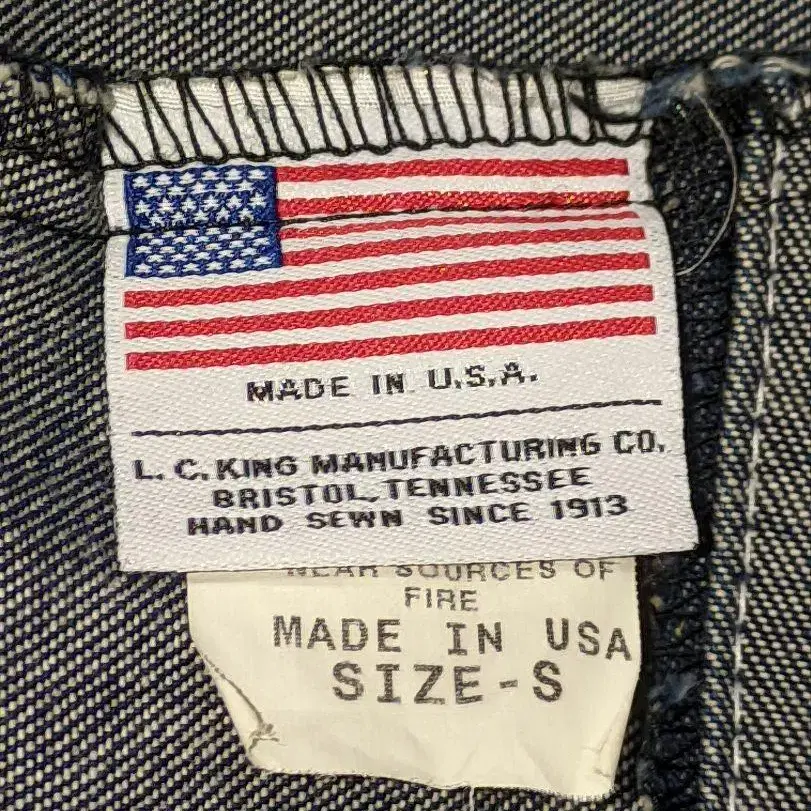 MADE IN U.S.A.
L. C. KING MANUFACTURING CO.
BRISTOL, TENNESSEE
HAND SEWN SINCE 1913
NEAR SOURCES OF
FIRE
MADE IN USA
SIZE-S